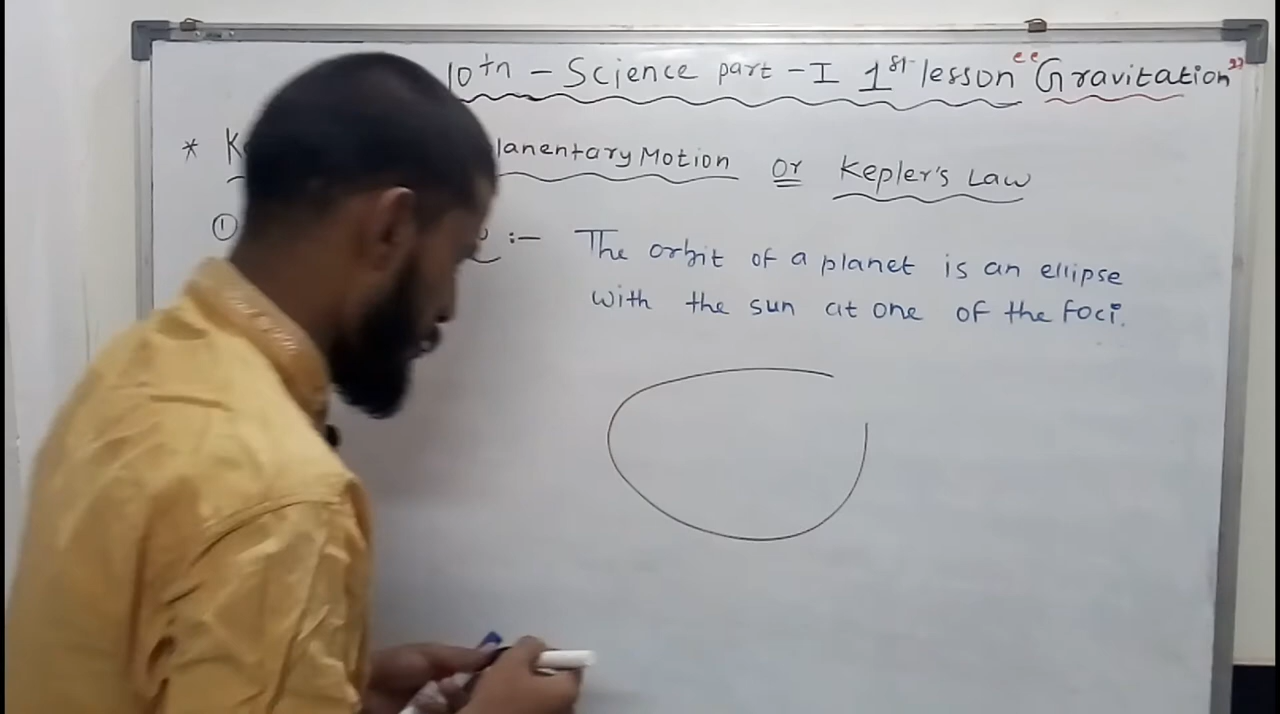 10th - Science part - I 1st lesson "Gravitation"
* K lanentary Motion or Kepler's Law
① :- The orbit of a planet is an ellipse
with the sun at one of the foci.